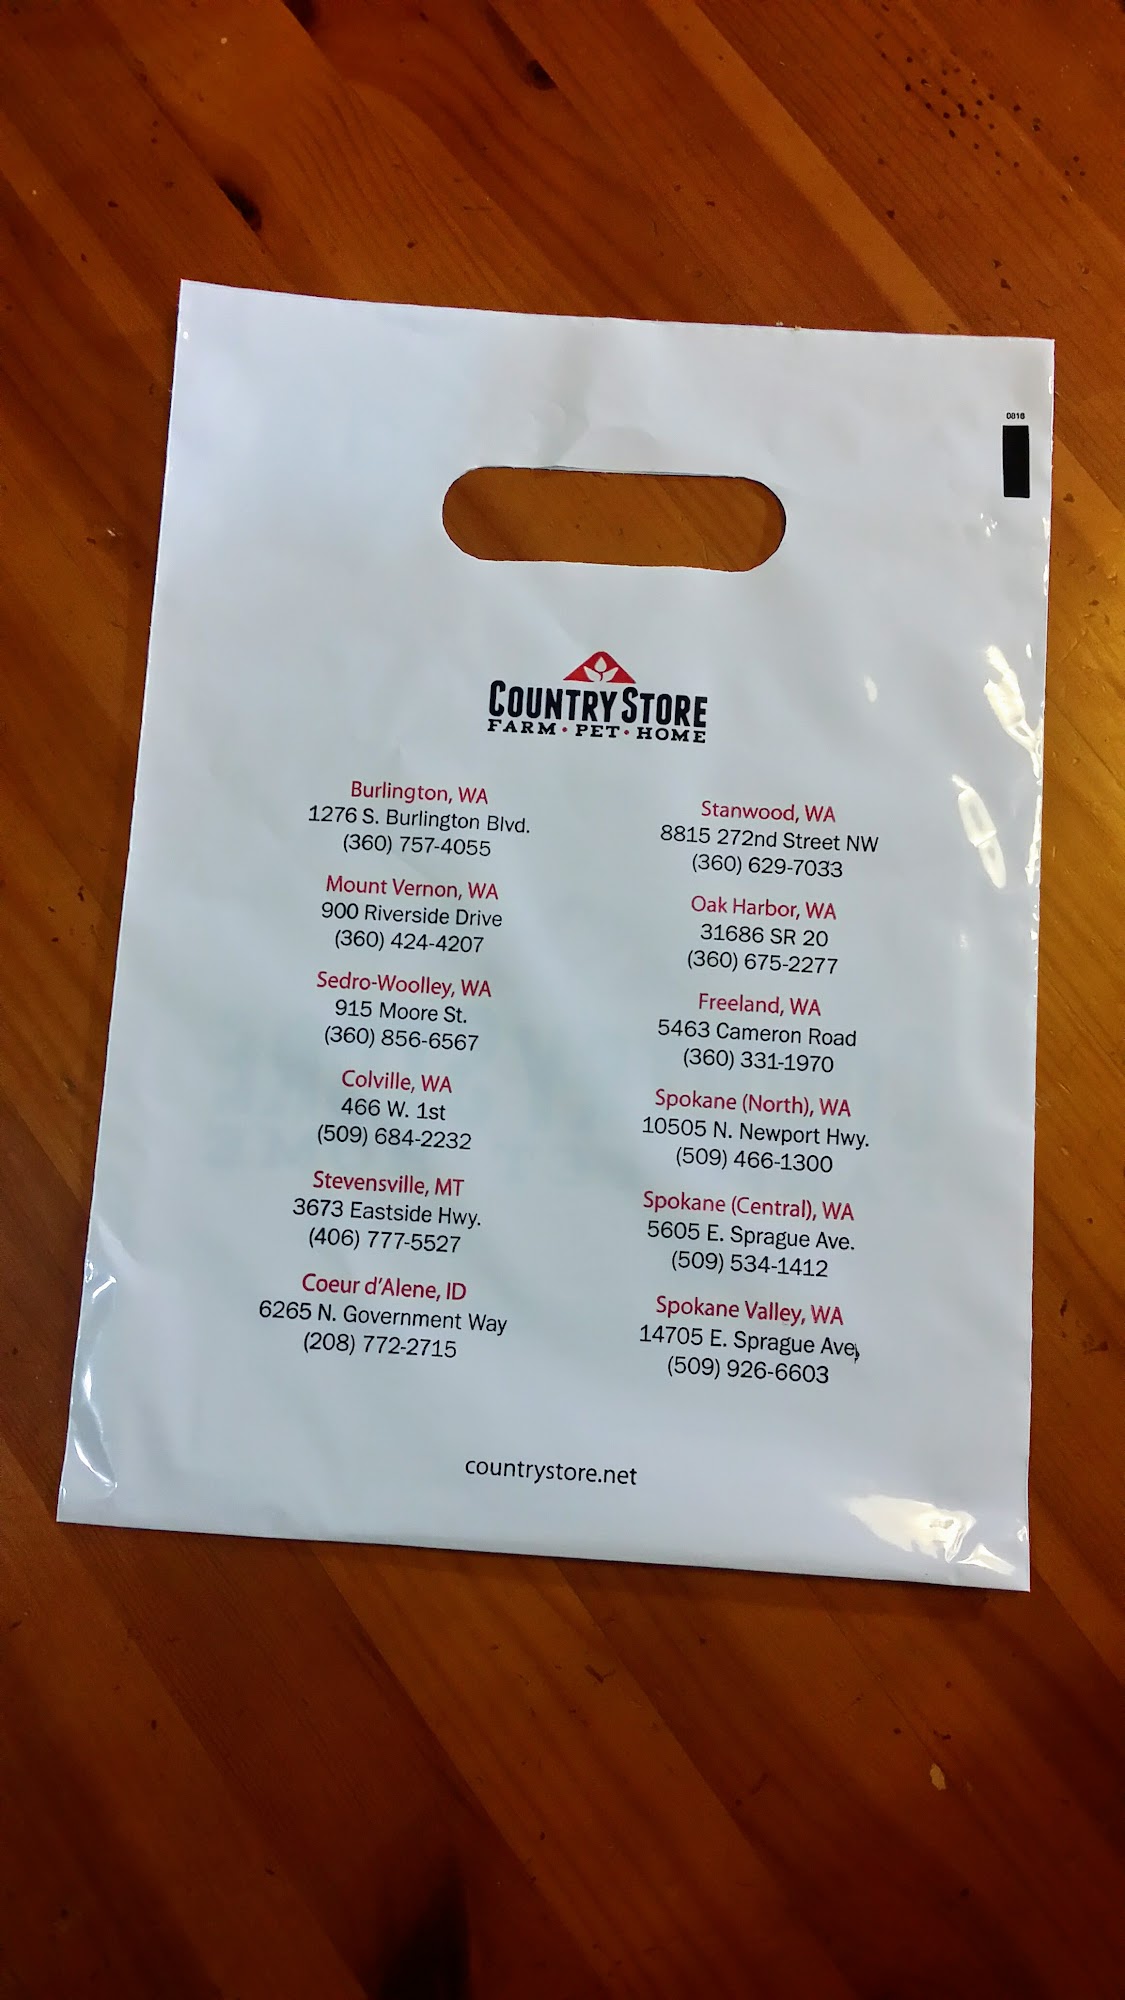 0816
COUNTRY STORE
FARM • PET • HOME
Burlington, WA
1276 S. Burlington Blvd.
(360) 757-4055
Mount Vernon, WA
900 Riverside Drive
(360) 424-4207
Sedro-Woolley, WA
915 Moore St.
(360) 856-6567
Colville, WA
466 W. 1st
(509) 684-2232
Stevensville, MT
3673 Eastside Hwy.
(406) 777-5527
Coeur d'Alene, ID
6265 N. Government Way
(208) 772-2715
Stanwood, WA
8815 272nd Street NW
(360) 629-7033
Oak Harbor, WA
31686 SR 20
(360) 675-2277
Freeland, WA
5463 Cameron Road
(360) 331-1970
Spokane (North), WA
10505 N. Newport Hwy.
(509) 466-1300
Spokane (Central), WA
5605 E. Sprague Ave.
(509) 534-1412
Spokane Valley, WA
14705 E. Sprague Ave.
(509) 926-6603
countrystore.net